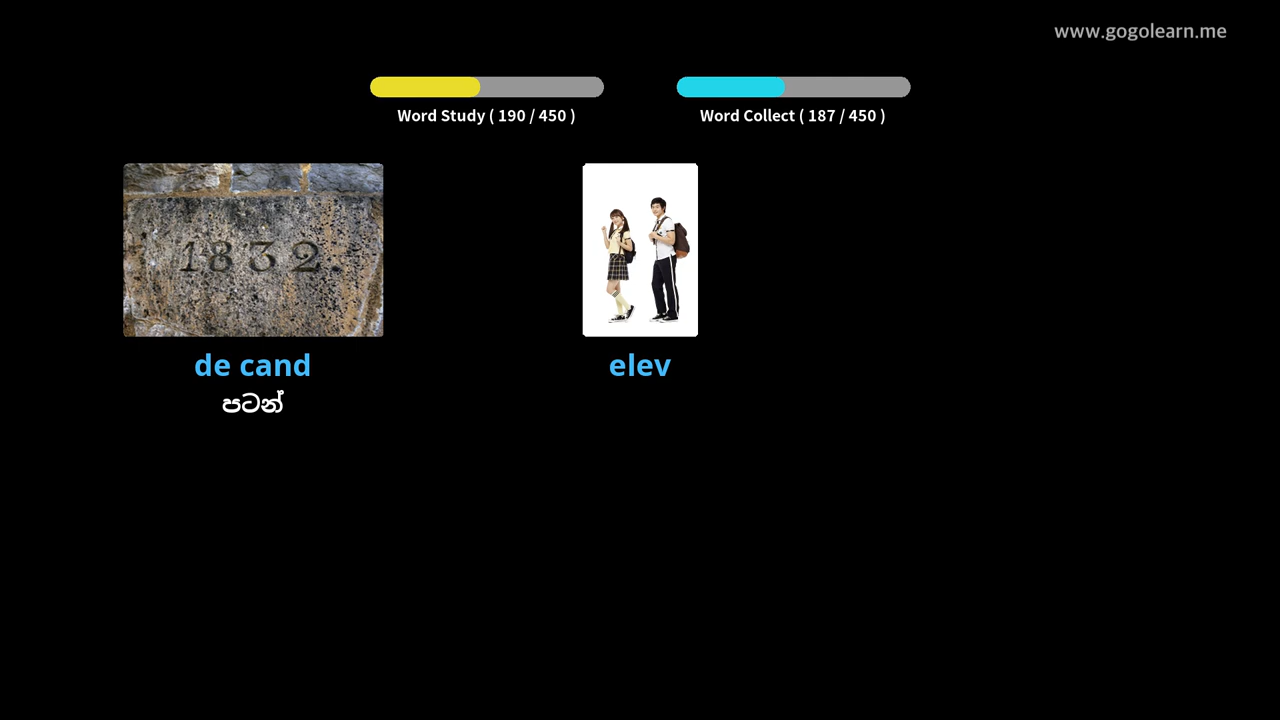 www.gogolearn.me
Word Study ( 190 / 450 )
Word Collect ( 187 / 450 )
1832.
de cand
පටන්
elev